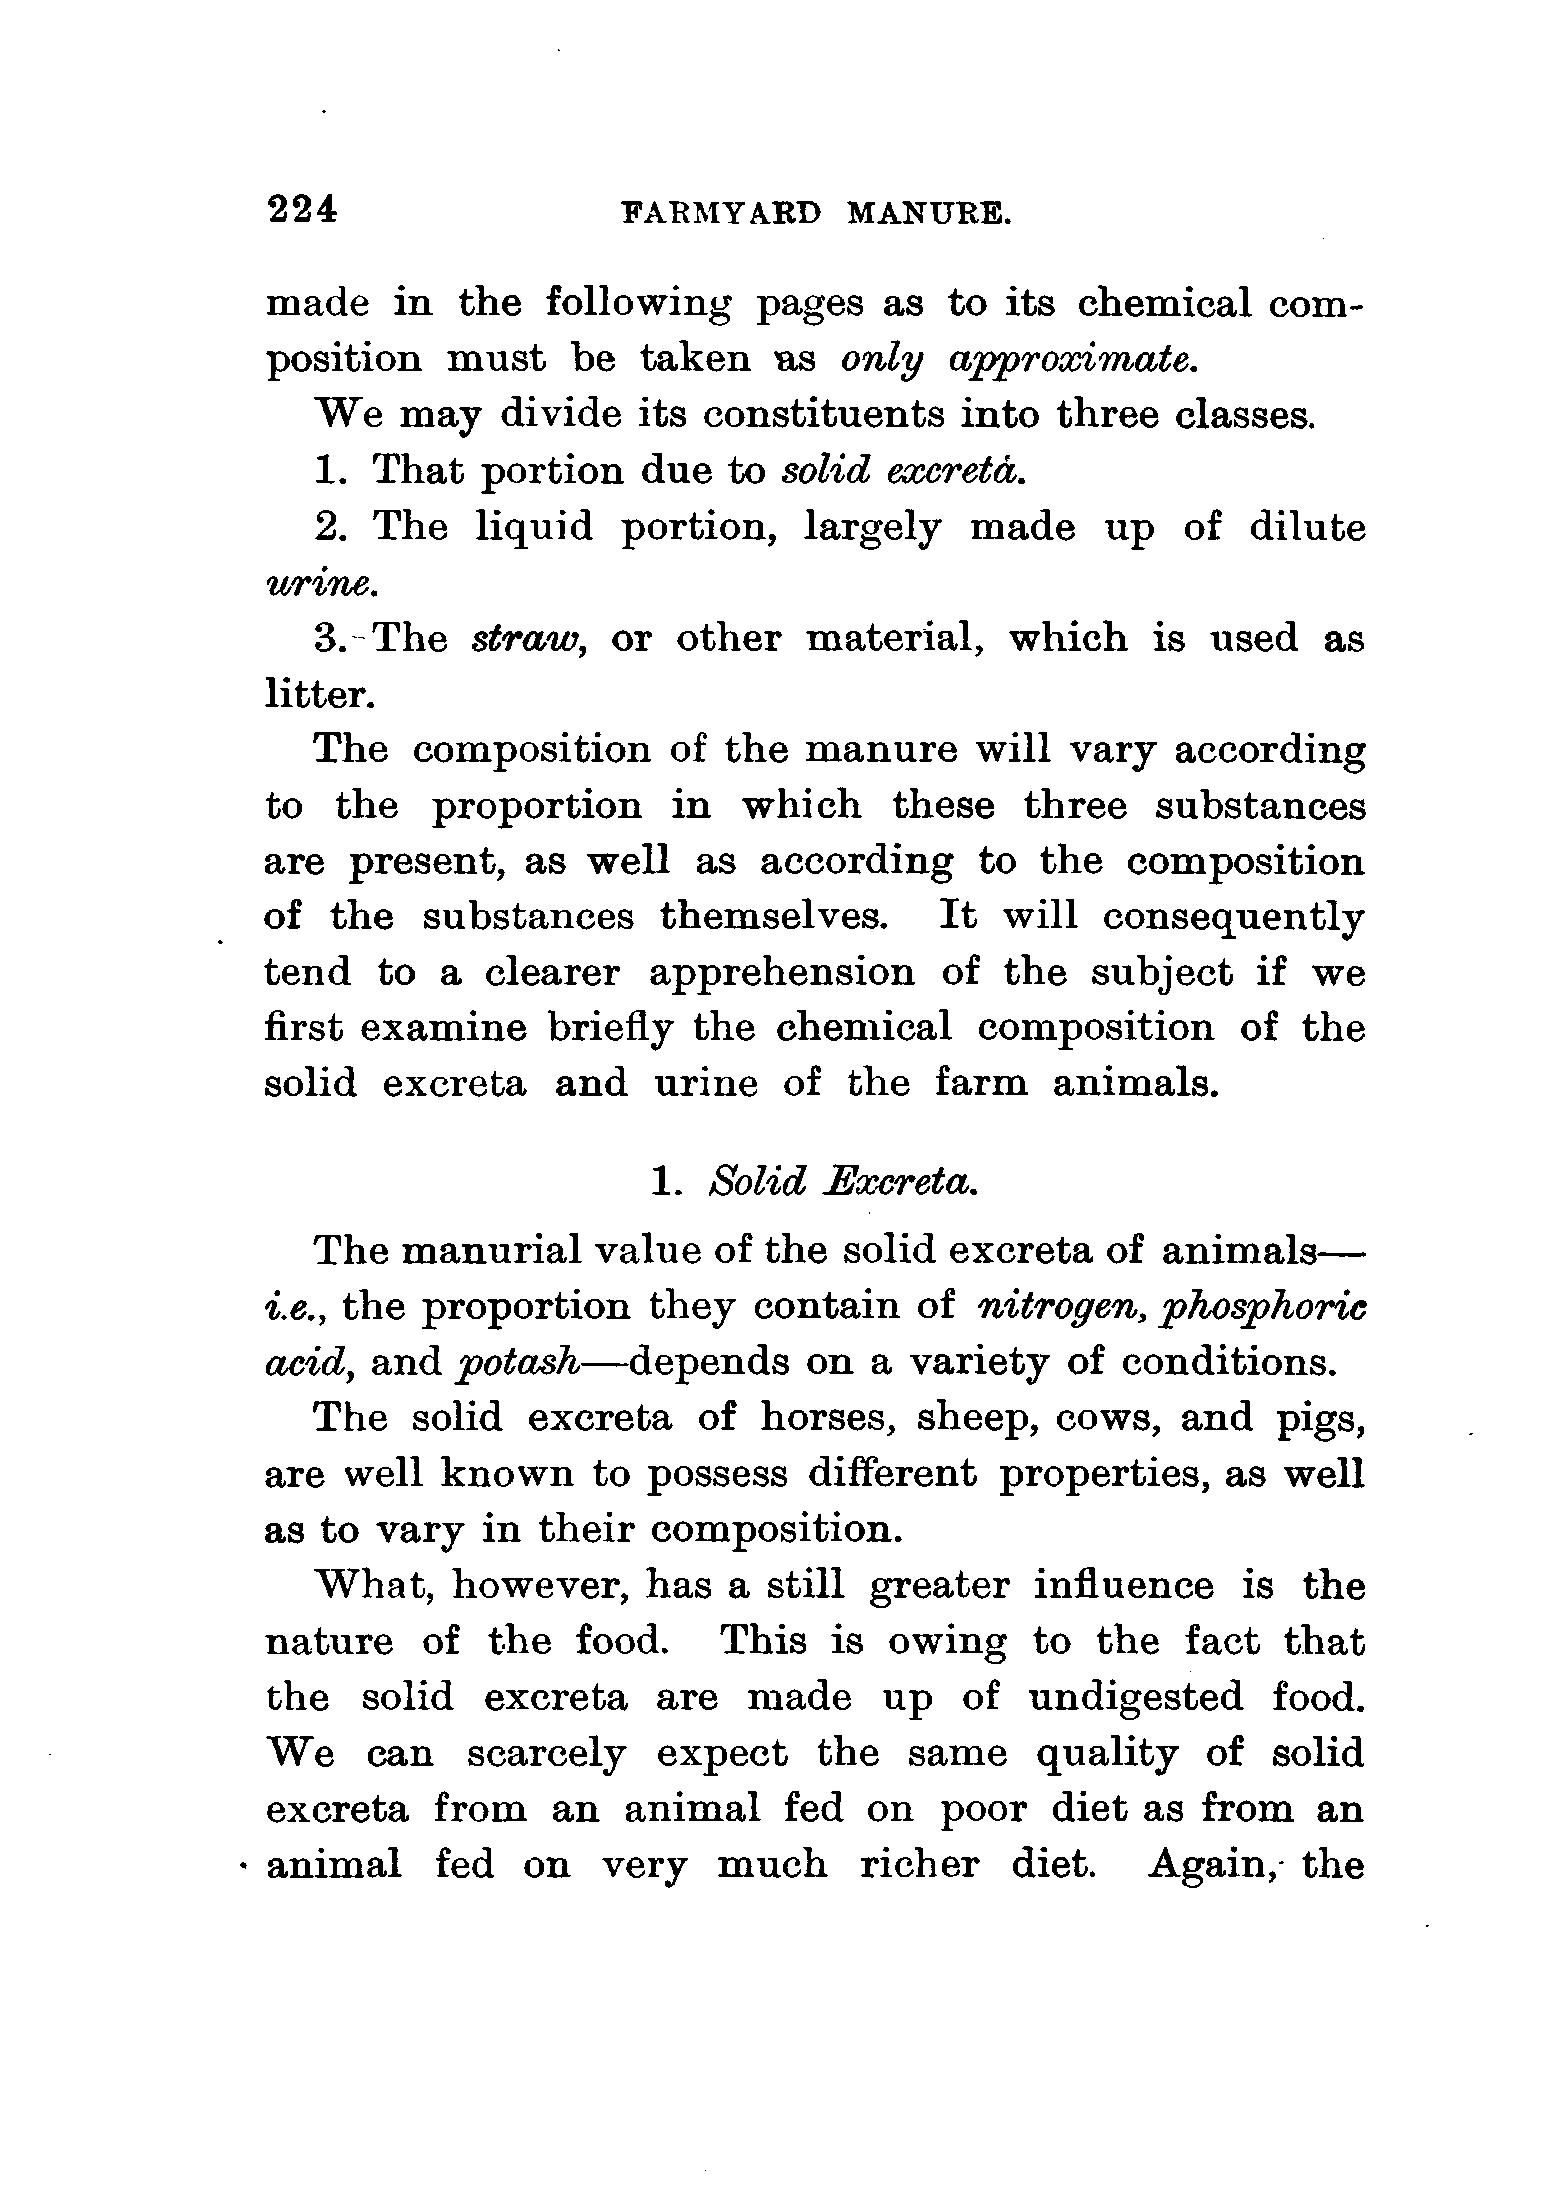 224 FARMYARD MANURE.
made in the following pages as to its chemical com-
position must be taken as only approximate.
We may divide its constituents into three classes.
1. That portion due to solid excreta.
2. The liquid portion, largely made up of dilute
urine.
3. The straw, or other material, which is used as
litter.
The composition of the manure will vary according
to the proportion in which these three substances
are present, as well as according to the composition
of the substances themselves. It will consequently
tend to a clearer apprehension of the subject if we
first examine briefly the chemical composition of the
solid excreta and urine of the farm animals.
1. Solid Excreta.
The manurial value of the solid excreta of animals—
i.e., the proportion they contain of nitrogen, phosphoric
acid, and potash—depends on a variety of conditions.
The solid excreta of horses, sheep, cows, and pigs,
are well known to possess different properties, as well
as to vary in their composition.
What, however, has a still greater influence is the
nature of the food. This is owing to the fact that
the solid excreta are made up of undigested food.
We can scarcely expect the same quality of solid
excreta from an animal fed on poor diet as from an
animal fed on very much richer diet. Again, the